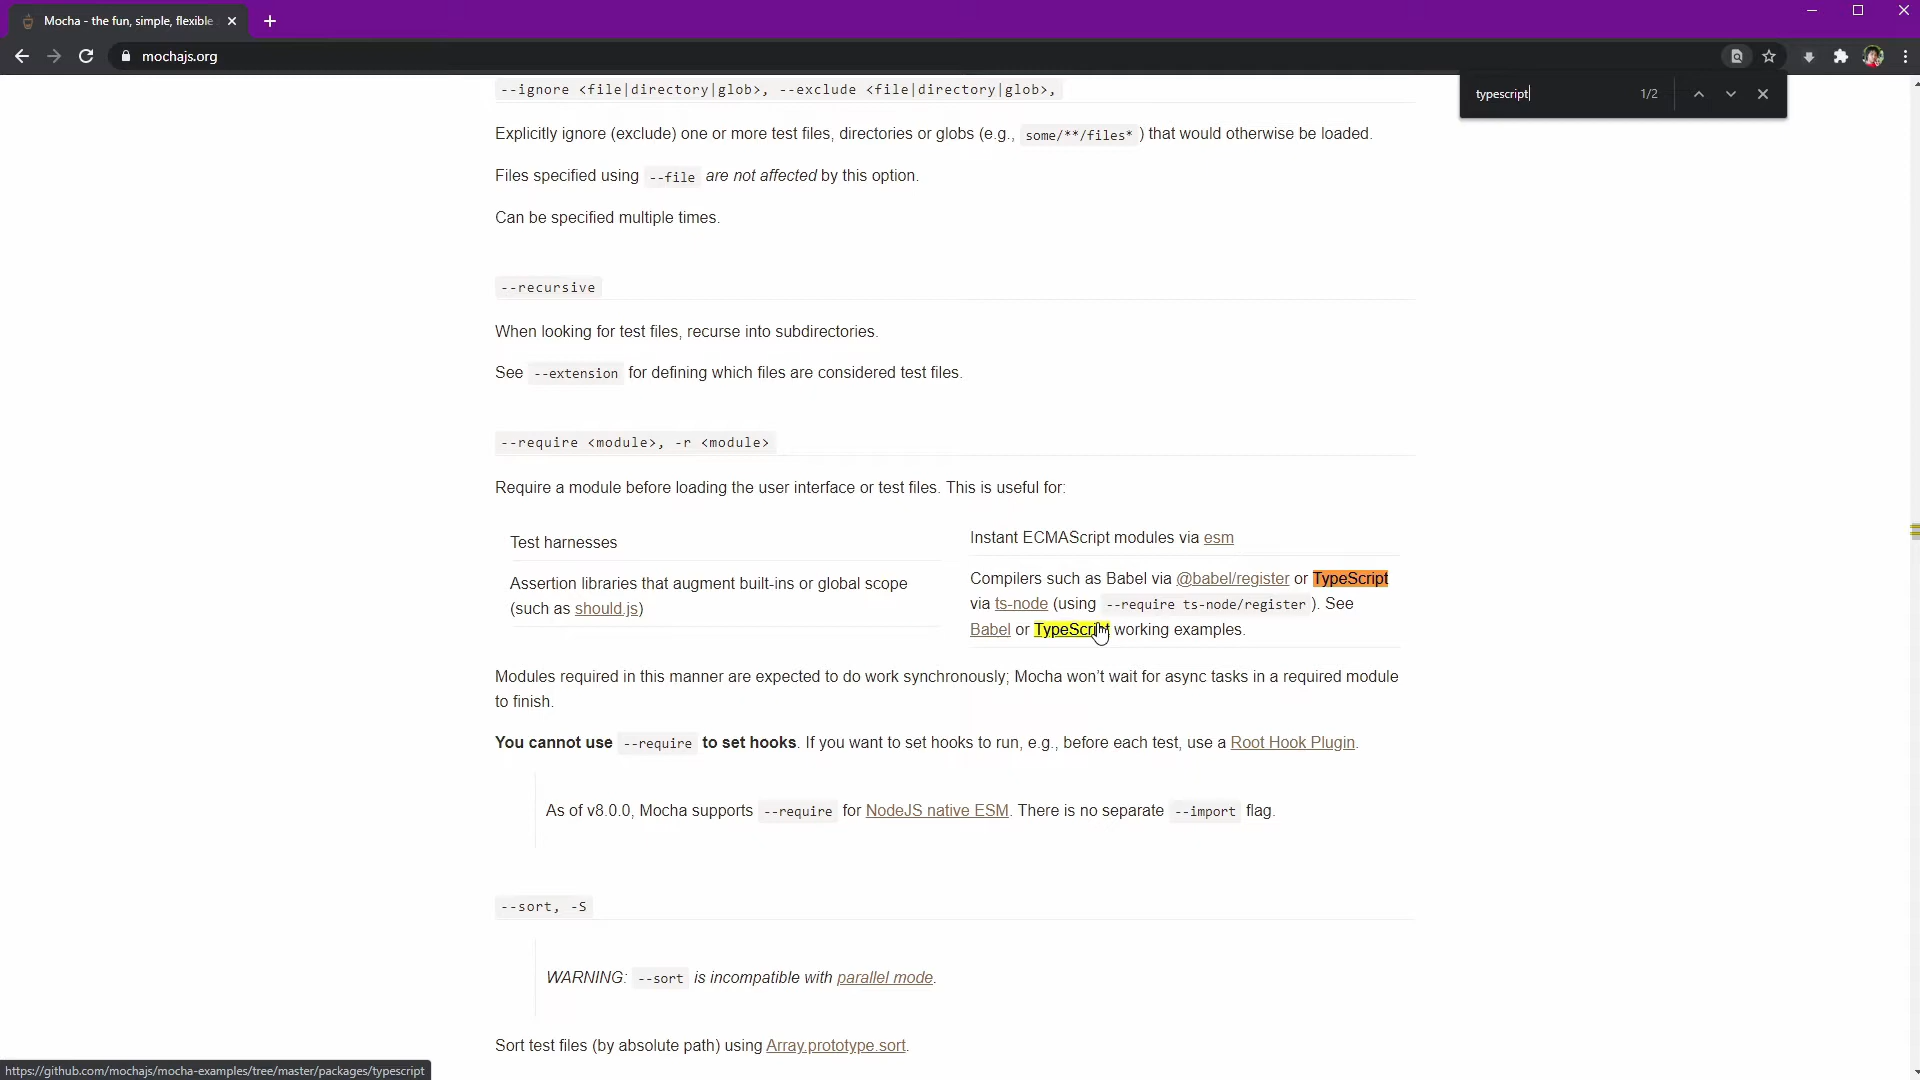 Mocha - the fun, simple, flexible
mochajs.org
typescript
1/2
--ignore <file|directory|glob>, --exclude <file|directory|glob>,
Explicitly ignore (exclude) one or more test files, directories or globs (e.g., some/**/files* ) that would otherwise be loaded.
Files specified using --file are not affected by this option.
Can be specified multiple times.
--recursive
When looking for test files, recurse into subdirectories.
See --extension for defining which files are considered test files.
--require <module>, -r <module>
Require a module before loading the user interface or test files. This is useful for:
Test harnesses
Assertion libraries that augment built-ins or global scope
(such as should.js)
Instant ECMAScript modules via esm
Compilers such as Babel via @babel/register or TypeScript
via ts-node (using --require ts-node/register ). See
Babel or TypeScript working examples.
Modules required in this manner are expected to do work synchronously; Mocha won’t wait for async tasks in a required module
to finish.
You cannot use --require to set hooks. If you want to set hooks to run, e.g., before each test, use a Root Hook Plugin.
As of v8.0.0, Mocha supports --require for NodeJS native ESM. There is no separate --import flag.
--sort, -S
WARNING: --sort is incompatible with parallel mode.
Sort test files (by absolute path) using Array.prototype.sort.
https://github.com/mochajs/mocha-examples/tree/master/packages/typescript